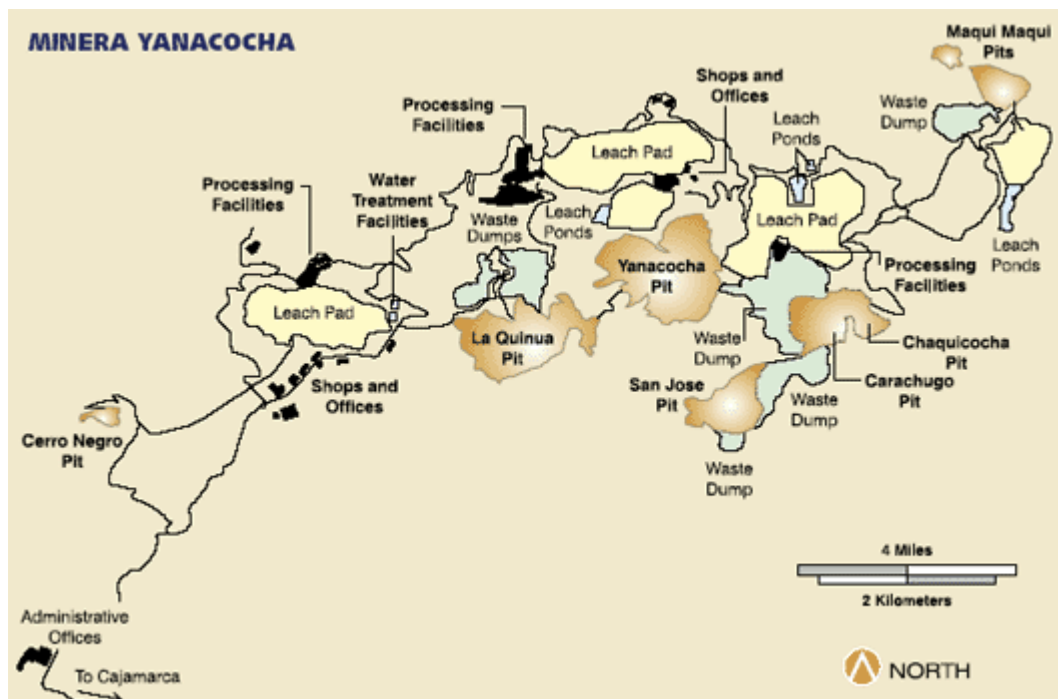 MINERA YANACOCHA
Maqui Maqui
Pits
Shops and
Offices
Processing
Facilities
Waste
Dump
Leach
Ponds
Leach Pad
Processing
Facilities
Water
Treatment
Facilities
Waste
Dumps
Leach
Ponds
Leach Pad
Leach
Ponds
Yanacocha
Pit
Processing
Facilities
Leach Pad
La Quinua
Pit
Waste
Dump
Chaquicocha
Pit
Shops and
Offices
San Jose
Pit
Waste
Dump
Carachugo
Pit
Cerro Negro
Pit
Waste
Dump
4 Miles
2 Kilometers
Administrative
Offices
To Cajamarca
NORTH